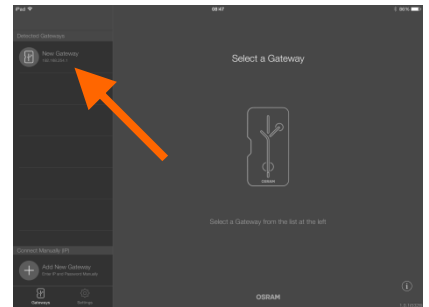 iPad
08:47
86%
Detected Gateways
New Gateway
Select a Gateway
OSRAM
Select a Gateway from the list at the left
Connect Manually (IP)
Add New Gateway
Enter IP and Password Manually
Gateways
Settings
OSRAM